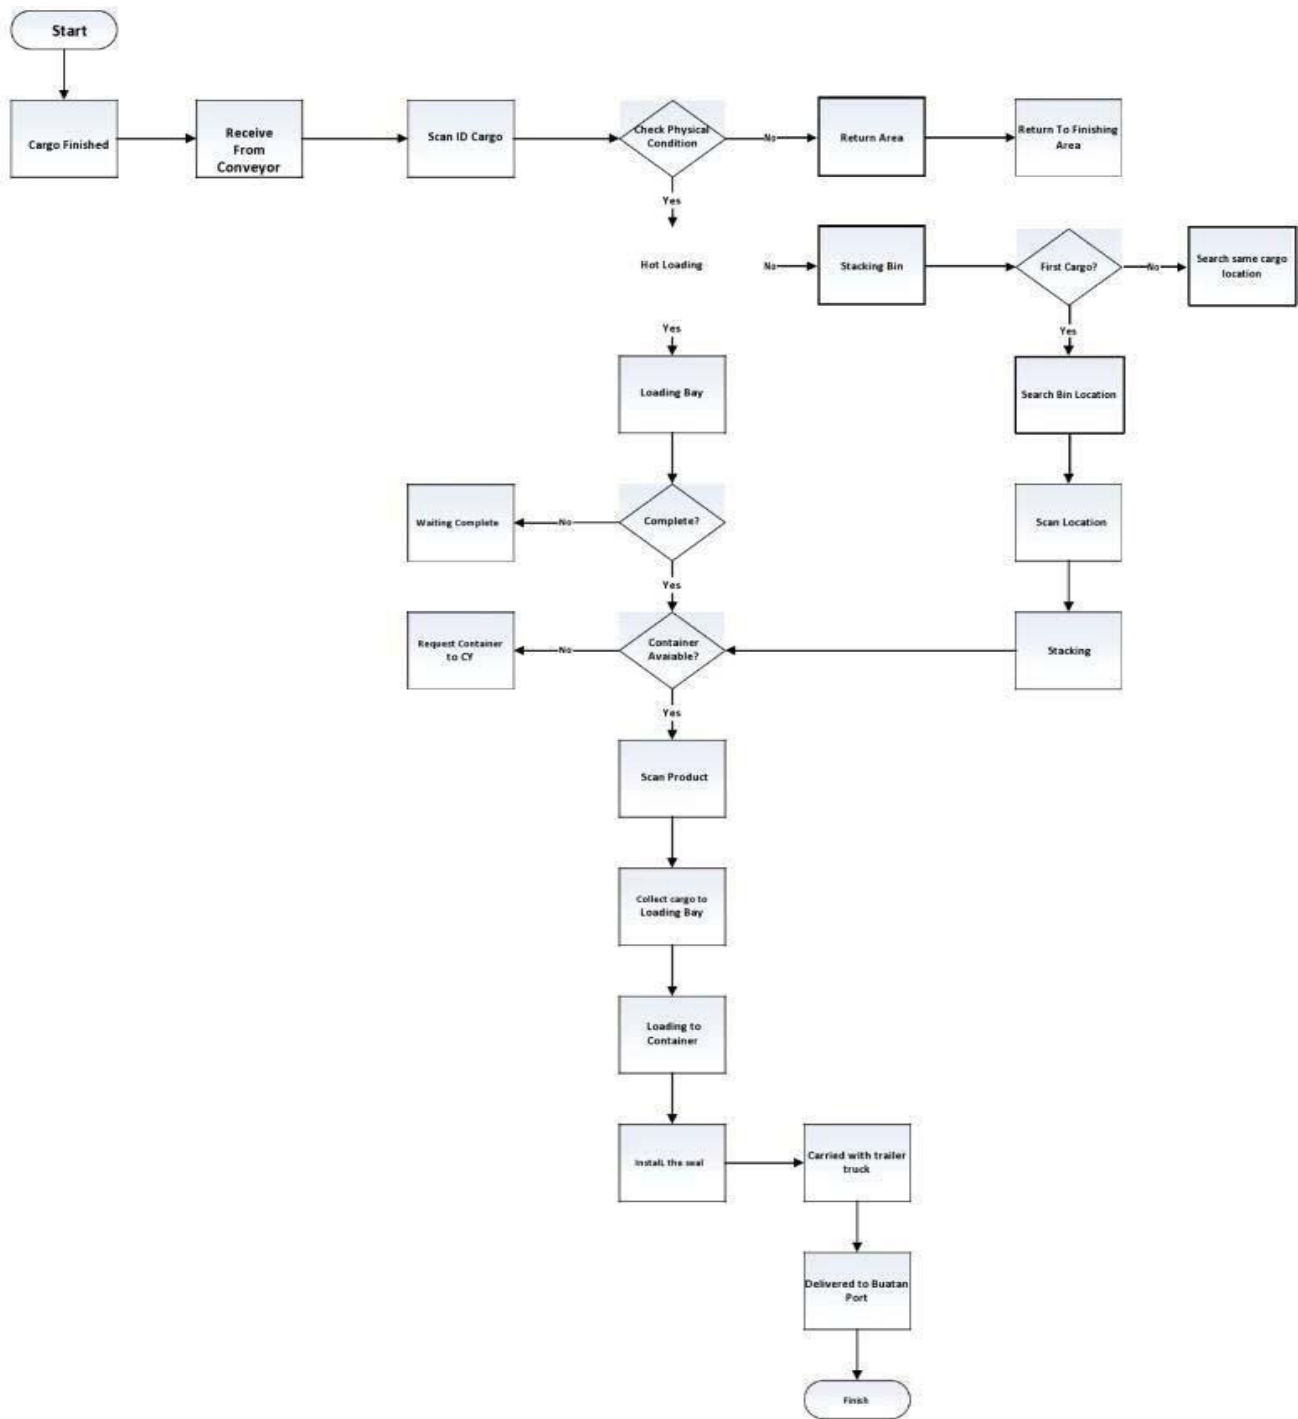 Start
Cargo Finished
Receive
From
Conveyor
Scan ID Cargo
Check Physical
Condition
No
Return Area
Return To Finishing
Area
Yes
Hot Loading
No
Stacking Bin
First Cargo?
No
Search same cargo
location
Yes
Yes
Loading Bay
Search Bin Location
Waiting Complete
No
Complete?
Scan Location
Yes
Request Container
to CY
No
Container
Avaiable?
Stacking
Yes
Scan Product
Collect cargo to
Loading Bay
Loading to
Container
InstalL the seal
Carried with trailer
truck
Delivered to Buatan
Port
Finish